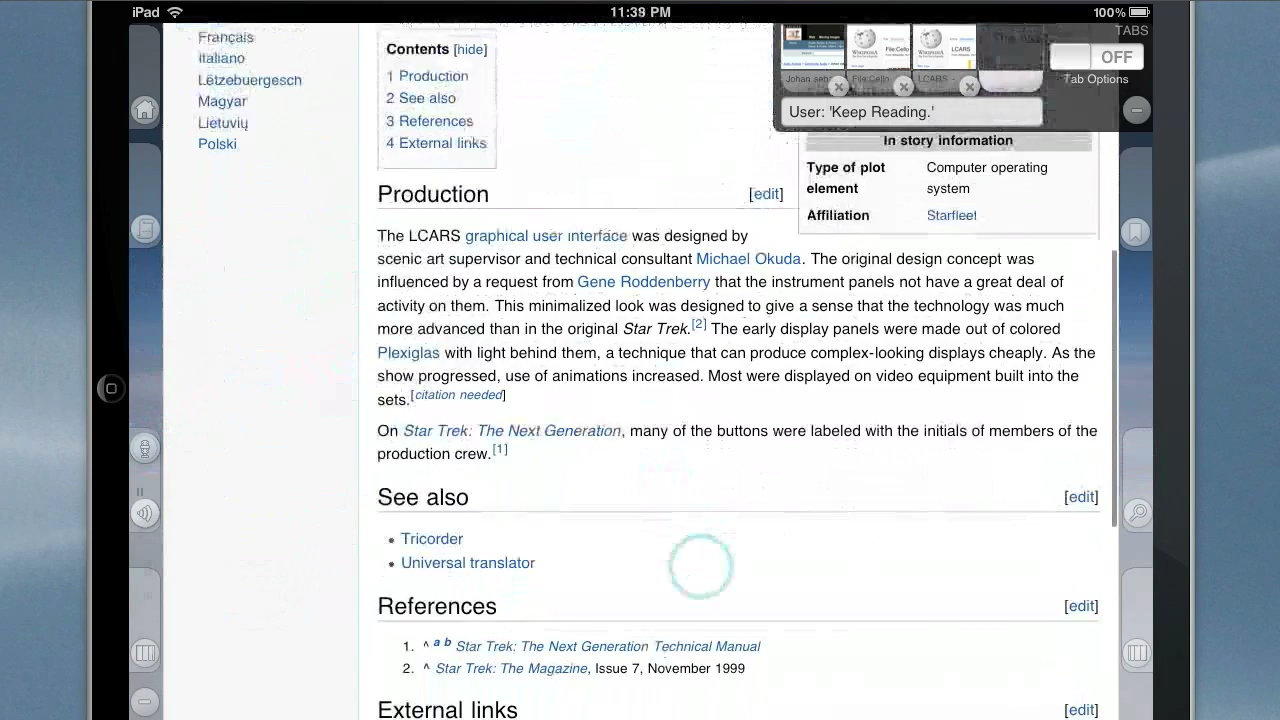 iPad
11:38 PM
100%
TABS
OFF
Tab Options
Johan se
File:Cello
LCARS -
User: 'Keep Reading.'
Français
Italiano
Lëtzebuergesch
Magyar
Lietuvių
Polski
Contents [hide]
1 Production
2 See also
3 References
4 External links
In story information
Type of plot element
Computer operating system
Affiliation
Starfleet
Production
[edit]
The LCARS graphical user interface was designed by
scenic art supervisor and technical consultant Michael Okuda. The original design concept was
influenced by a request from Gene Roddenberry that the instrument panels not have a great deal of
activity on them. This minimalized look was designed to give a sense that the technology was much
more advanced than in the original Star Trek.[2] The early display panels were made out of colored
Plexiglas with light behind them, a technique that can produce complex-looking displays cheaply. As the
show progressed, use of animations increased. Most were displayed on video equipment built into the
sets.[citation needed]
On Star Trek: The Next Generation, many of the buttons were labeled with the initials of members of the
production crew.[1]
See also
[edit]
Tricorder
Universal translator
References
[edit]
1. ^ a b Star Trek: The Next Generation Technical Manual
2. ^ Star Trek: The Magazine, Issue 7, November 1999
External links
[edit]